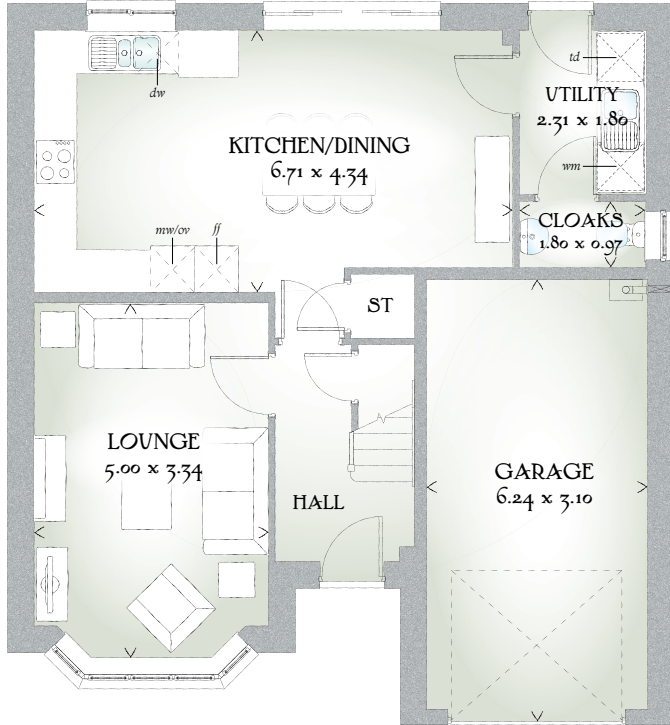 td
UTILITY
2.31 x 1.80
dw
KITCHEN/DINING
6.71 x 4.34
wm
CLOAKS
1.80 x 0.97
mw/ov
ff
ST
LOUNGE
5.00 x 3.34
GARAGE
6.24 x 3.10
HALL